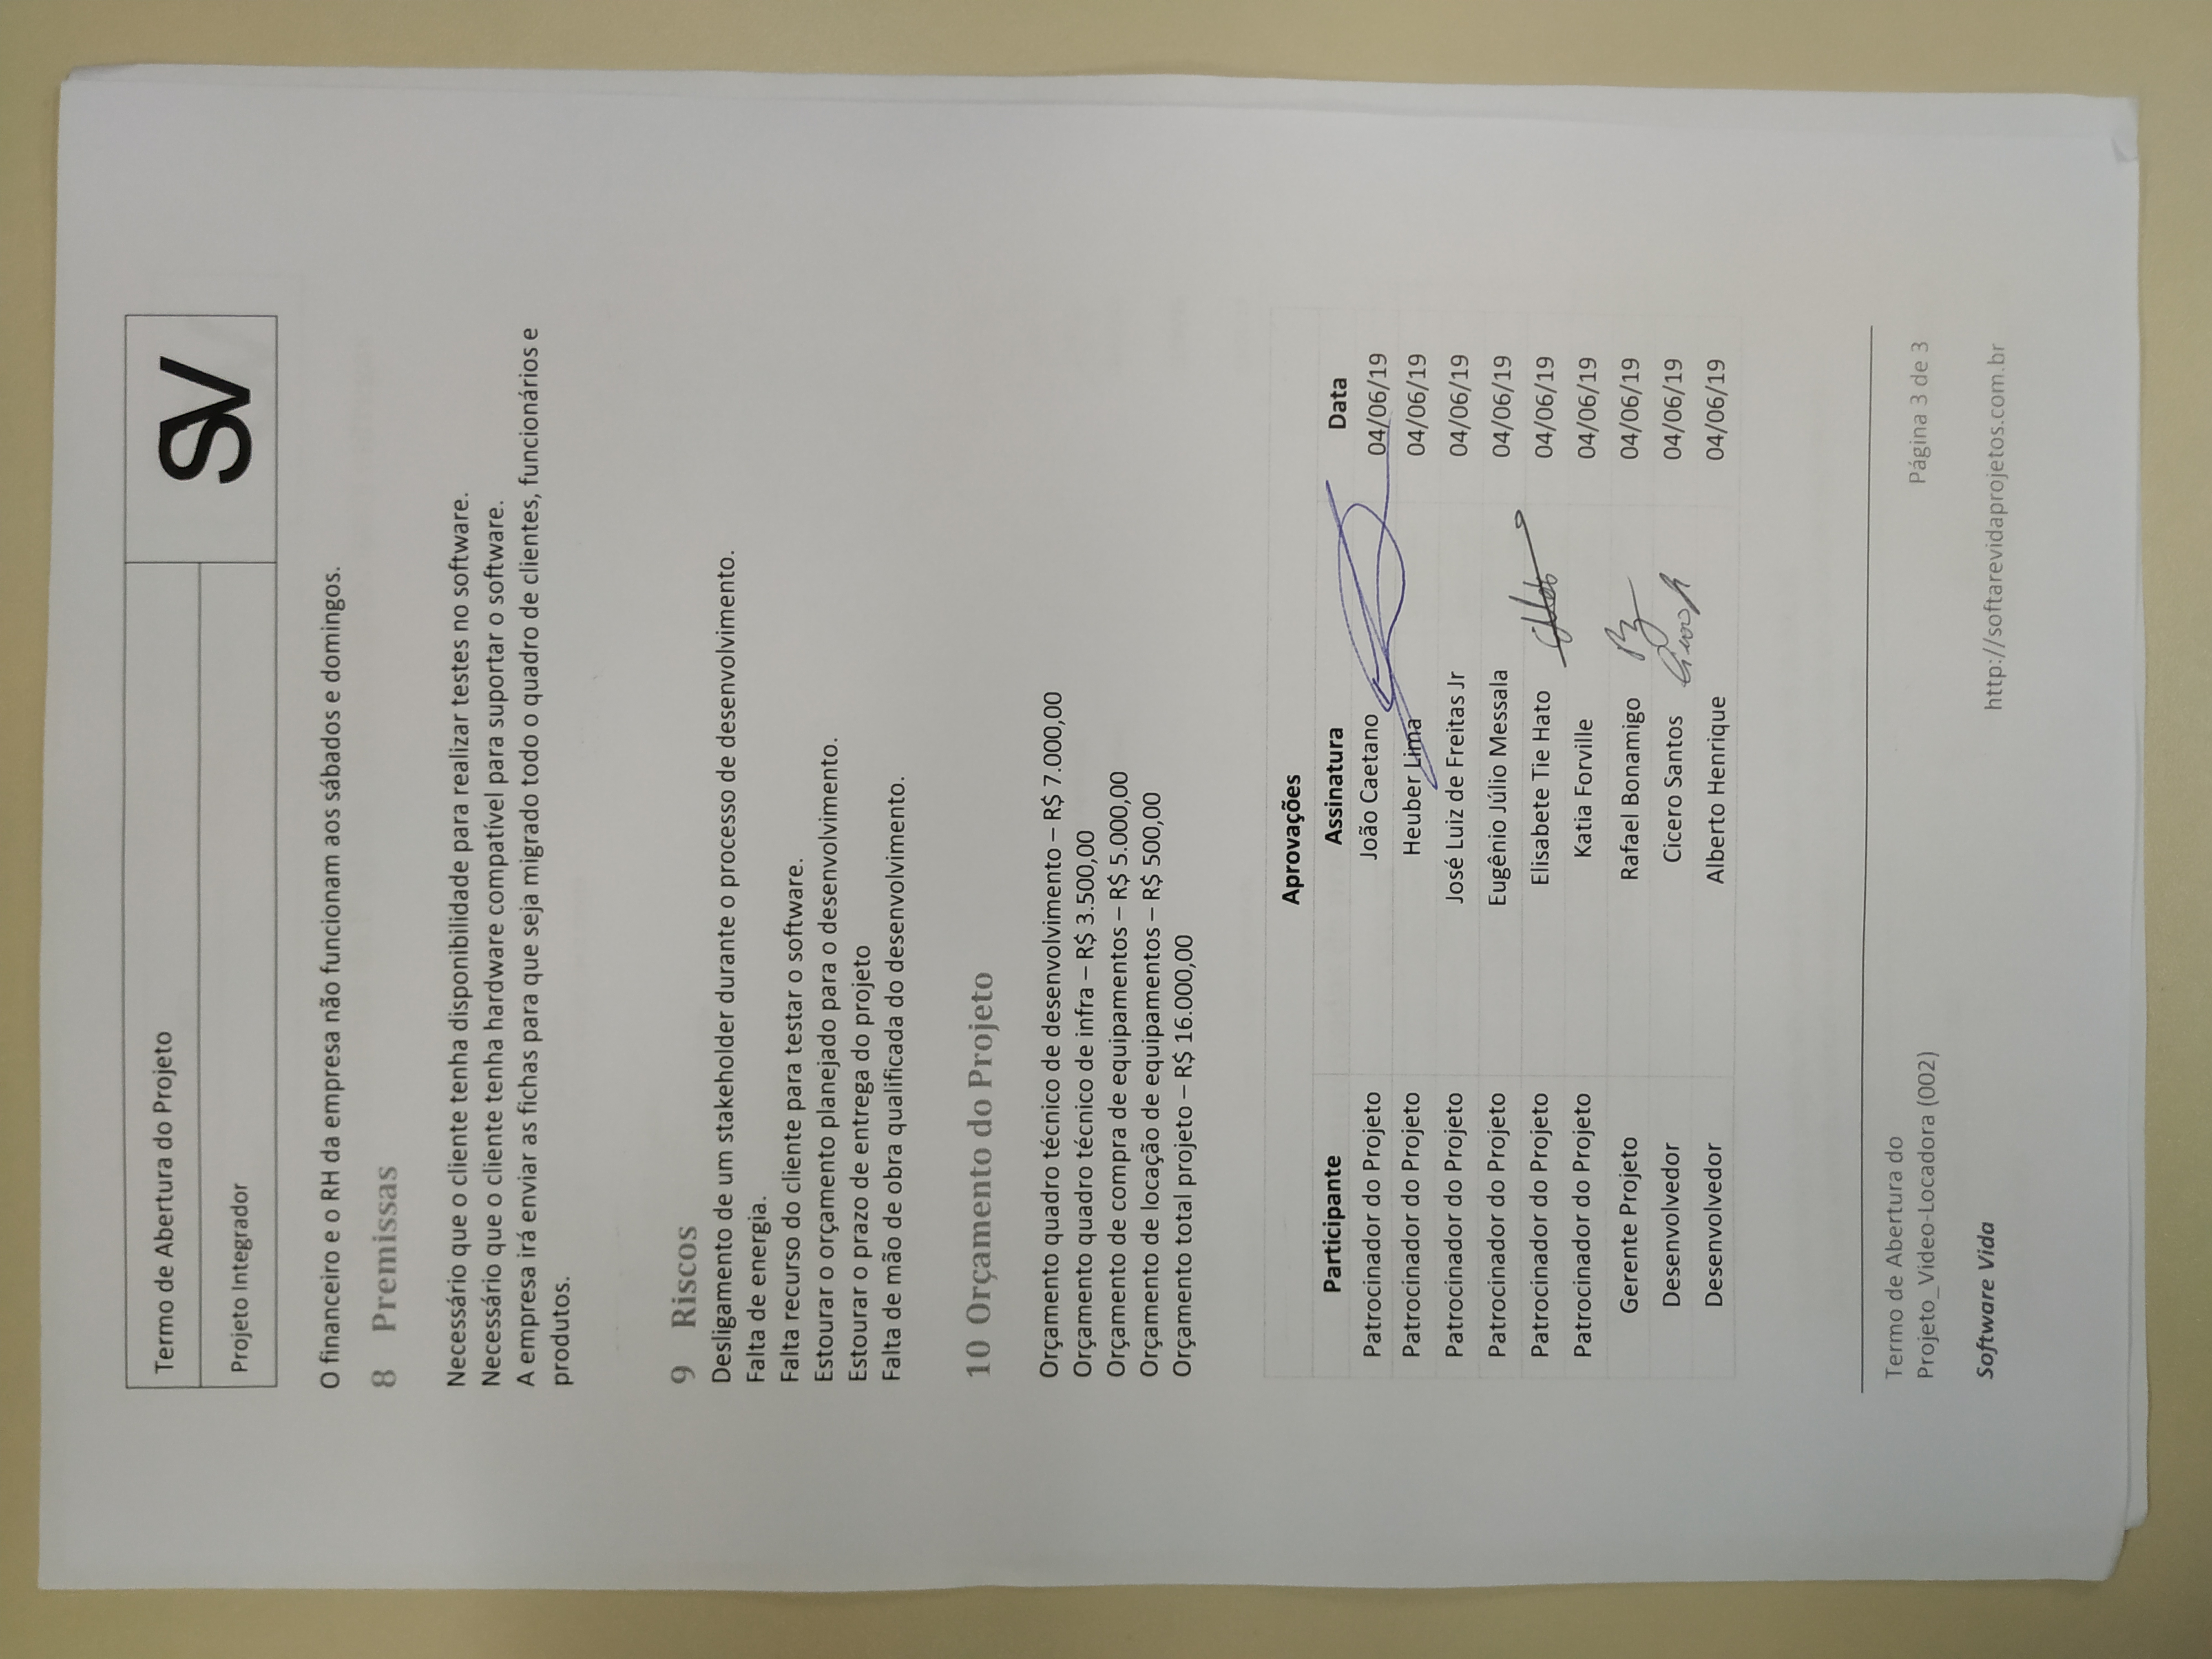 Termo de Abertura do Projeto
SV
Projeto Integrador
O financeiro e o RH da empresa não funcionam aos sábados e domingos.
8 Premissas
Necessário que o cliente tenha disponibilidade para realizar testes no software.
Necessário que o cliente tenha hardware compatível para suportar o software.
A empresa irá enviar as fichas para que seja migrado todo o quadro de clientes, funcionários e
produtos.
9 Riscos
Desligamento de um stakeholder durante o processo de desenvolvimento.
Falta de energia.
Falta recurso do cliente para testar o software.
Estourar o orçamento planejado para o desenvolvimento.
Estourar o prazo de entrega do projeto
Falta de mão de obra qualificada do desenvolvimento.
10 Orçamento do Projeto
Orçamento quadro técnico de desenvolvimento – R$ 7.000,00
Orçamento quadro técnico de infra – R$ 3.500,00
Orçamento de compra de equipamentos – R$ 5.000,00
Orçamento de locação de equipamentos – R$ 500,00
Orçamento total projeto – R$ 16.000,00
Aprovações
Participante Assinatura Data
Patrocinador do Projeto João Caetano 04/06/19
Patrocinador do Projeto Heuber Lima 04/06/19
Patrocinador do Projeto José Luiz de Freitas Jr 04/06/19
Patrocinador do Projeto Eugênio Júlio Messala 04/06/19
Patrocinador do Projeto Elisabete Tie Hato 04/06/19
Patrocinador do Projeto Katia Forville 04/06/19
Gerente Projeto Rafael Bonamigo 04/06/19
Desenvolvedor Cicero Santos 04/06/19
Desenvolvedor Alberto Henrique 04/06/19
Termo de Abertura do
Projeto_Video-Locadora (002) Página 3 de 3
Software Vida http://softarevidaprojetos.com.br